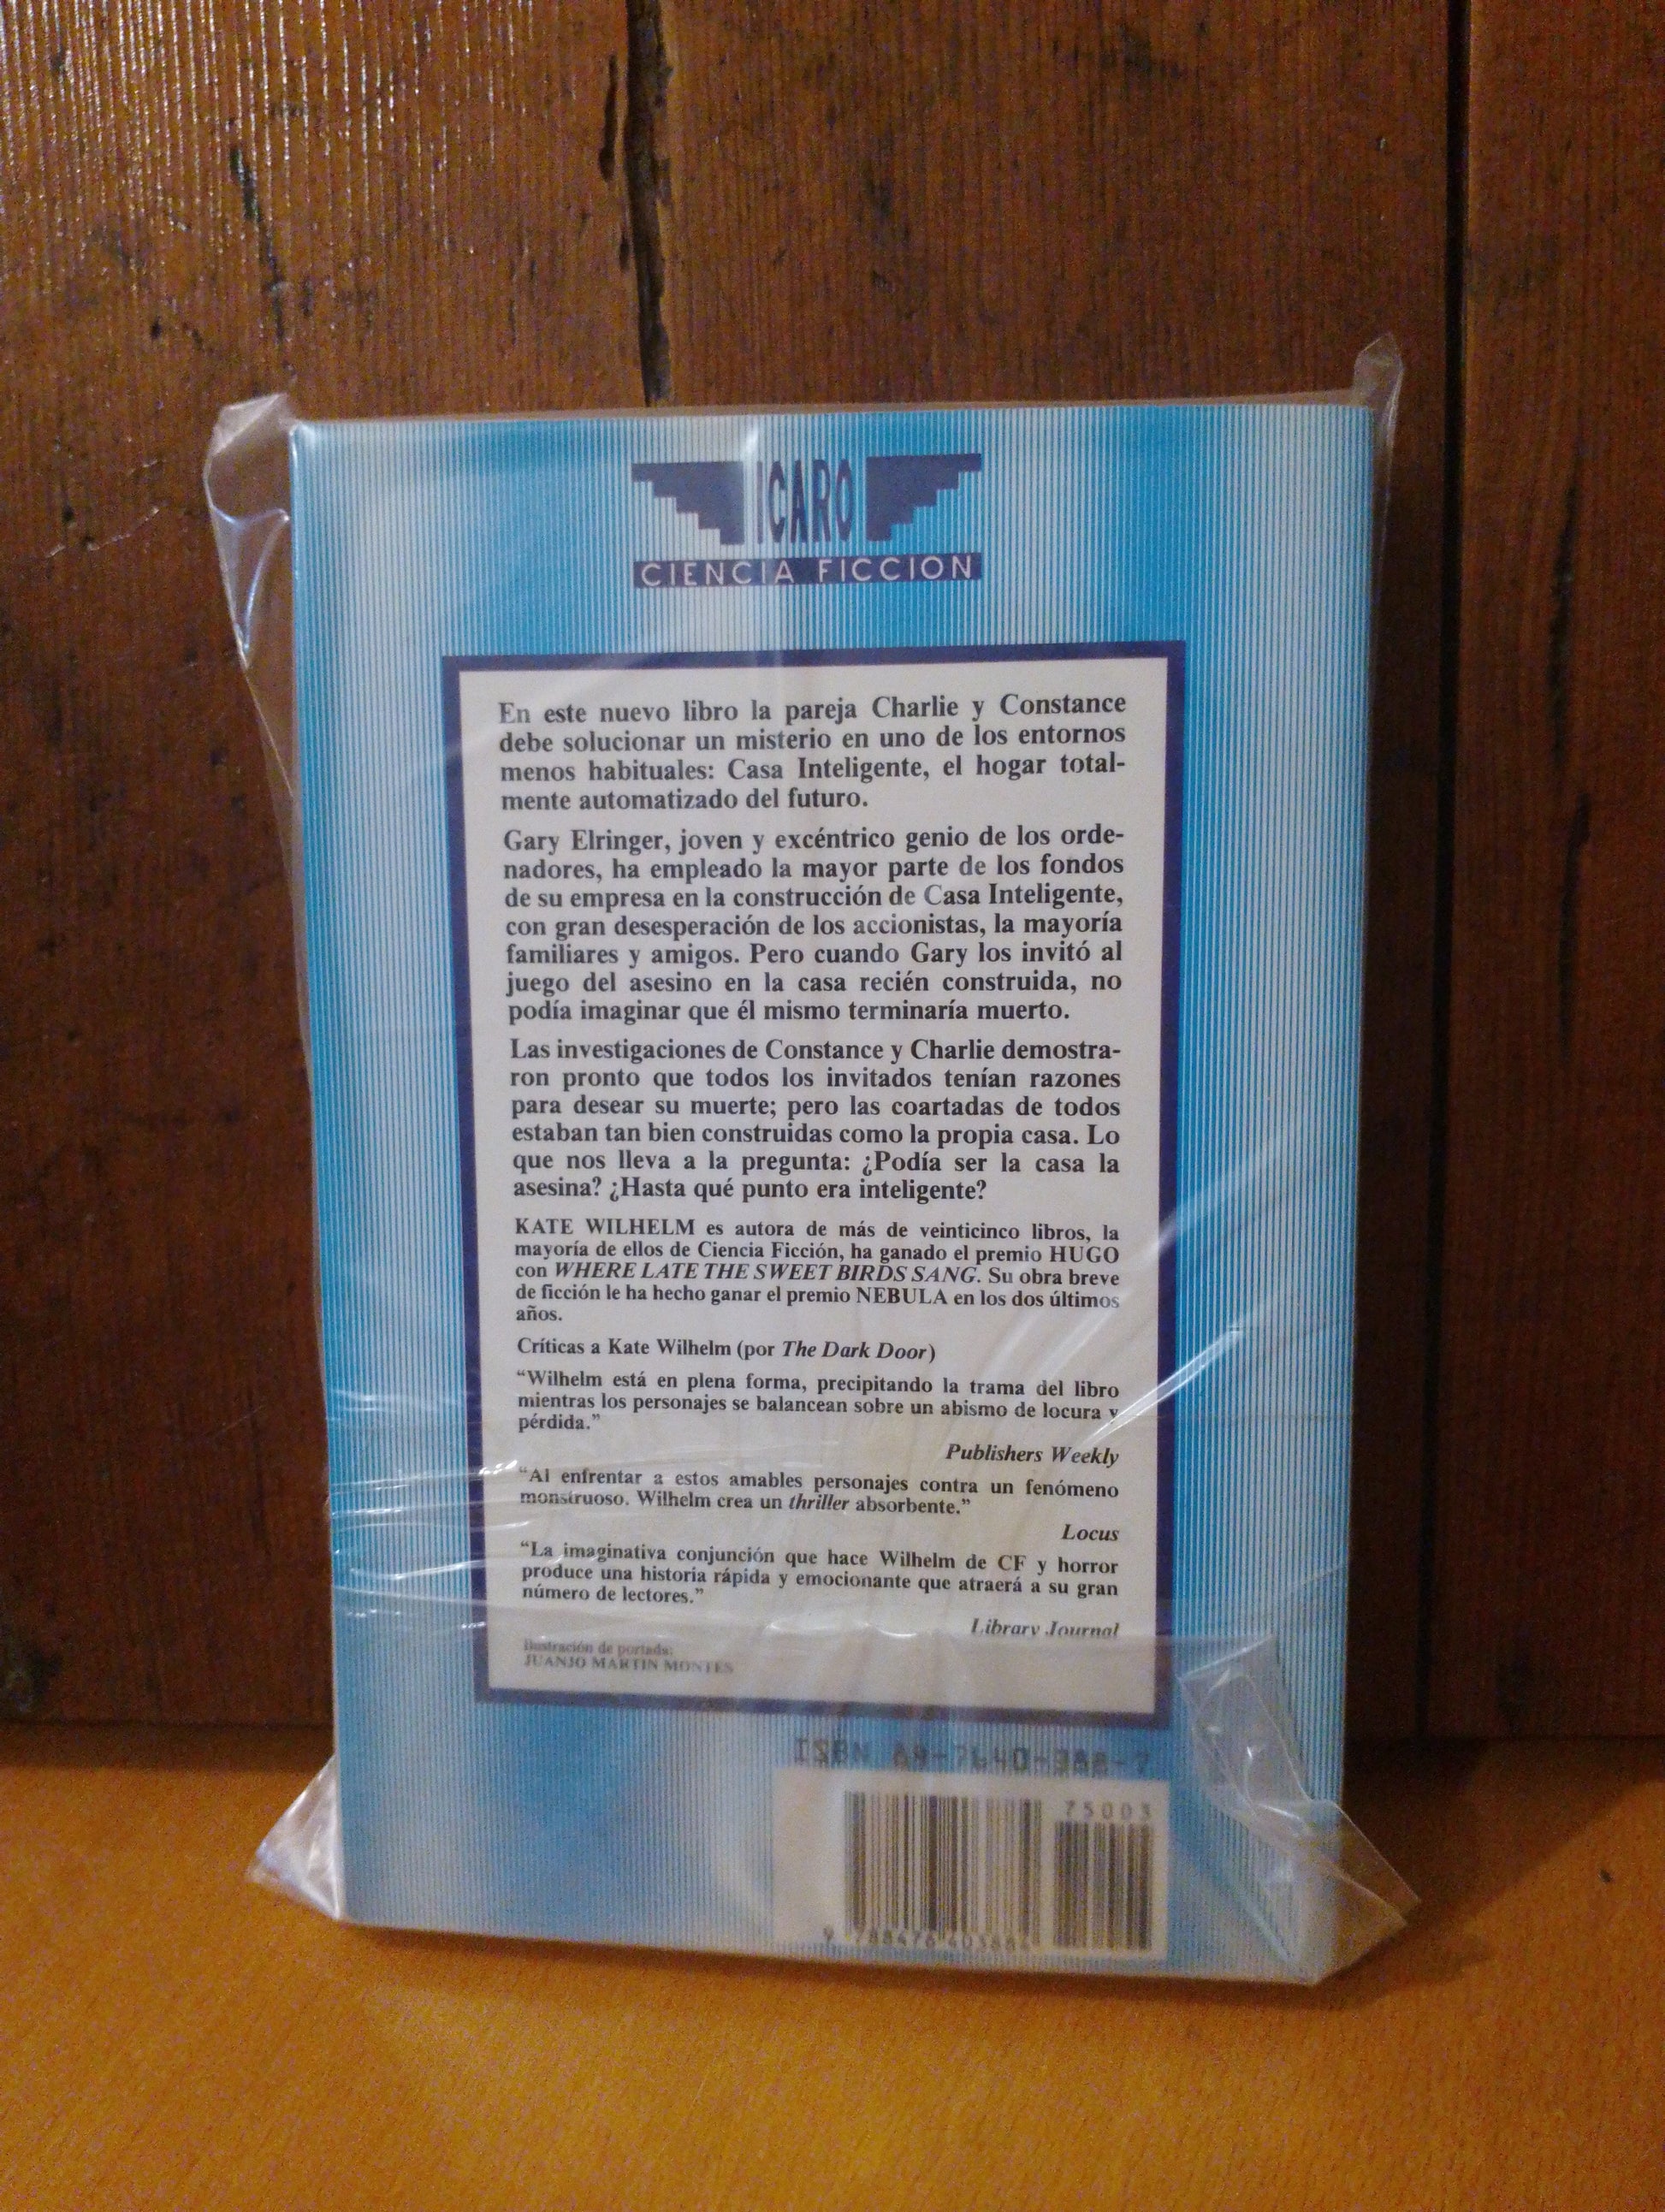 ICARO
CIENCIA FICCION
En este nuevo libro la pareja Charlie y Constance
debe solucionar un misterio en uno de los entornos
menos habituales: Casa Inteligente, el hogar total-
mente automatizado del futuro.
Gary Elringer, joven y excéntrico genio de los orde-
nadores, ha empleado la mayor parte de los fondos
de su empresa en la construcción de Casa Inteligente,
con gran desesperación de los accionistas, la mayoría
familiares y amigos. Pero cuando Gary los invitó al
juego del asesino en la casa recién construida, no
podía imaginar que él mismo terminaría muerto.
Las investigaciones de Constance y Charlie demostra-
ron pronto que todos los invitados tenían razones
para desear su muerte; pero las coartadas de todos
estaban tan bien construidas como la propia casa. Lo
que nos lleva a la pregunta: ¿Podía ser la casa la
asesina? ¿Hasta qué punto era inteligente?
KATE WILHELM es autora de más de veinticinco libros, la
mayoría de ellos de Ciencia Ficción, ha ganado el premio HUGO
con WHERE LATE THE SWEET BIRDS SANG. Su obra breve
de ficción le ha hecho ganar el premio NEBULA en los dos últimos
años.
Críticas a Kate Wilhelm (por The Dark Door)
“Wilhelm está en plena forma, precipitando la trama del libro
mientras los personajes se balancean sobre un abismo de locura y
pérdida.”
Publishers Weekly
“Al enfrentar a estos amables personajes contra un fenómeno
monstruoso. Wilhelm crea un thriller absorbente.”
Locus
“La imaginativa conjunción que hace Wilhelm de CF y horror
produce una historia rápida y emocionante que atraerá a su gran
número de lectores.”
Library Journal
Ilustración de portada:
JUANJO MARTIN MONTES
ISBN
75003